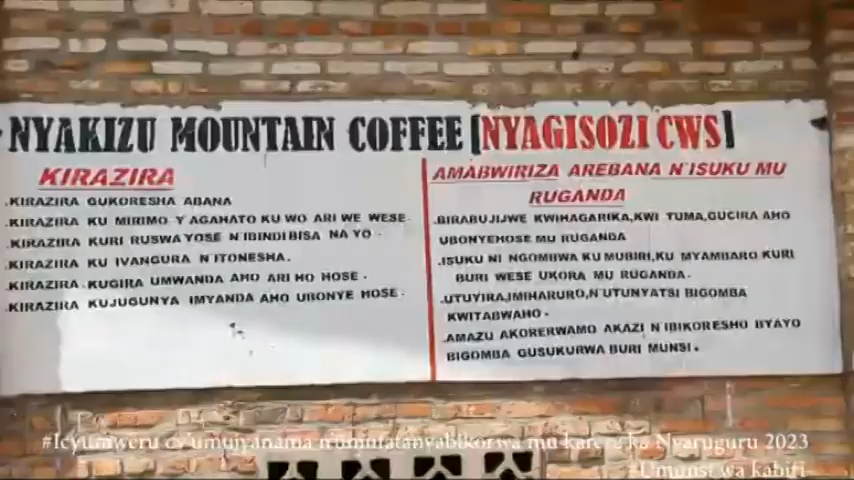 NYAKIZU MOUNTAIN COFFEE [NYAGISOZI CWS]
KIRAZIRA
.KIRAZIRA GUKORESHA ABANA
.KIRAZIRA KU MIRIMO Y'AGAHATO KU WO ARI WE WESE.
.KIRAZIRA KURI RUSWA YOSE N'IBINDI BISA NA YO.
.KIRAZIRA KU IVANGURA N'ITONESHA.
.KIRAZIRA KUGIRA UMWANDA AHO ARI HO HOSE.
.KIRAZIRA KUJUGUNYA IMYANDA AHO UBONYE HOSE.
AMABWIRIZA AREBANA N'ISUKU MU
RUGANDA
.BIRABUJIJWE KWIHAGARIKA,KWI TUMA,GUCIRA AHO
UBONYEHOSE MU RUGANDA
.ISUKU NI NGOMBWA KU MUBIRI,KU MYAMBARO KURI
BURI WESE UKORA MU RUGANDA.
.UTUYIRA,IMIHARURO,N'UTUNYATSI BIGOMBA
KWITABWAHO.
.AMAZU AKORERWAMO AKAZI N'IBIKORESHO BYAYO
BIGOMBA GUSUKURWA BURI MUNSI.
#Icyumweru cy'umujyanama n'umufatanyabikorwa mu karere ka Nyaruguru 2023
#Umunsi wa kabiri